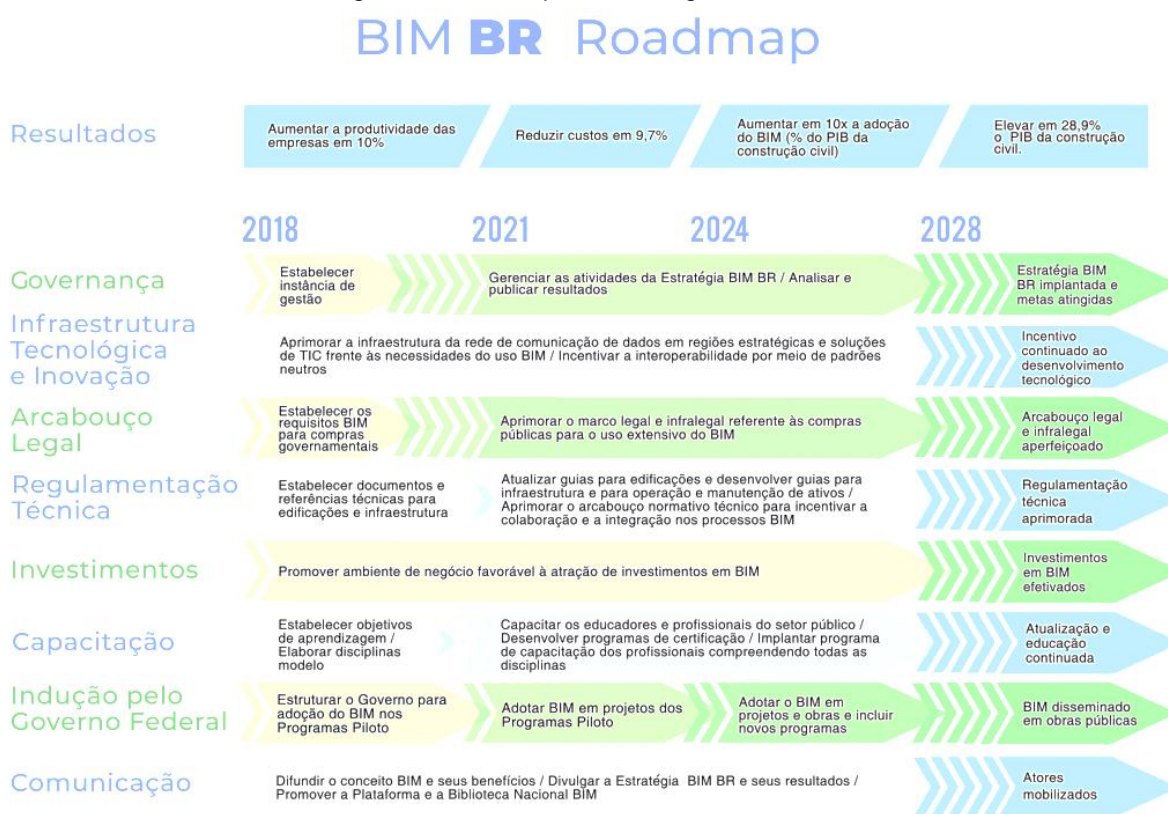 BIM BR Roadmap
Resultados
Aumentar a produtividade das
empresas em 10%
Reduzir custos em 9,7%
Aumentar em 10x a adoção
do BIM (% do PIB da
construção civil)
Elevar em 28,9%
o PIB da construção
civil.
2018
2021
2024
2028
Governança
Estabelecer
instância de
gestão
Gerenciar as atividades da Estratégia BIM BR / Analisar e
publicar resultados
Estratégia BIM
BR implantada e
metas atingidas
Infraestrutura
Tecnológica
e Inovação
Aprimorar a infraestrutura da rede de comunicação de dados em regiões estratégicas e soluções
de TIC frente às necessidades do uso BIM / Incentivar a interoperabilidade por meio de padrões
neutros
Incentivo
continuado ao
desenvolvimento
tecnológico
Arcabouço
Legal
Estabelecer os
requisitos BIM
para compras
governamentais
Aprimorar o marco legal e infralegal referente às compras
públicas para o uso extensivo do BIM
Arcabouço legal
e infralegal
aperfeiçoado
Regulamentação
Técnica
Estabelecer documentos e
referências técnicas para
edificações e infraestrutura
Atualizar guias para edificações e desenvolver guias para
infraestrutura e para operação e manutenção de ativos /
Aprimorar o arcabouço normativo técnico para incentivar a
colaboração e a integração nos processos BIM
Regulamentação
técnica
aprimorada
Investimentos
Promover ambiente de negócio favorável à atração de investimentos em BIM
Investimentos
em BIM
efetivados
Capacitação
Estabelecer objetivos
de aprendizagem /
Elaborar disciplinas
modelo
Capacitar os educadores e profissionais do setor público /
Desenvolver programas de certificação / Implantar programa
de capacitação dos profissionais compreendendo todas as
disciplinas
Atualização e
educação
continuada
Indução pelo
Governo Federal
Estruturar o Governo para
adoção do BIM nos
Programas Piloto
Adotar BIM em projetos dos
Programas Piloto
Adotar o BIM em
projetos e obras e incluir
novos programas
BIM disseminado
em obras públicas
Comunicação
Difundir o conceito BIM e seus benefícios / Divulgar a Estratégia BIM BR e seus resultados /
Promover a Plataforma e a Biblioteca Nacional BIM
Atores
mobilizados